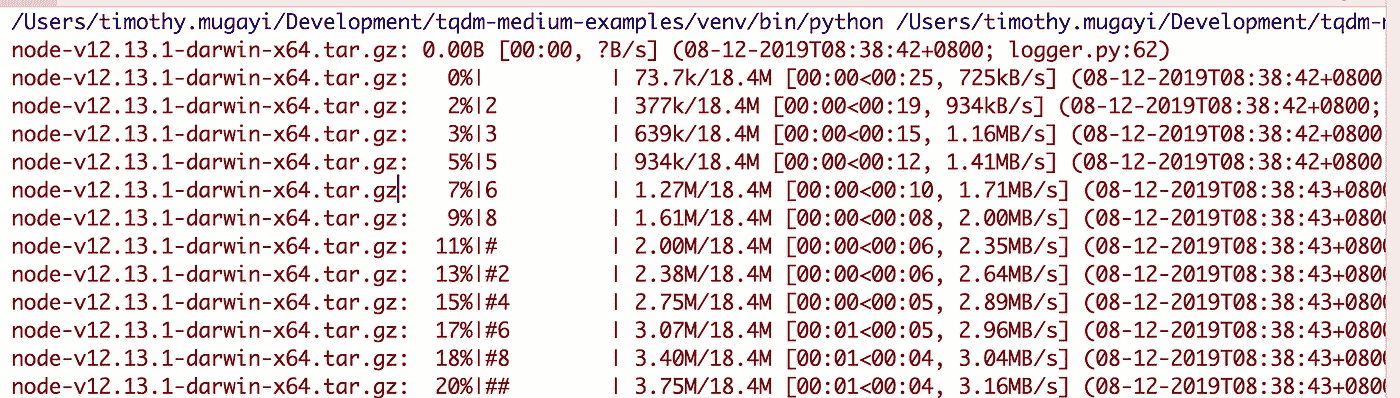 /Users/timothy.mugayi/Development/tqdm-medium-examples/venv/bin/python /Users/timothy.mugayi/Development/tqdm-
node-v12.13.1-darwin-x64.tar.gz: 0.00B [00:00, ?B/s] (08-12-2019T08:38:42+0800; logger.py:62)
node-v12.13.1-darwin-x64.tar.gz:   0%|          | 73.7k/18.4M [00:00<00:25, 725kB/s] (08-12-2019T08:38:42+0800
node-v12.13.1-darwin-x64.tar.gz:   2%|2         | 377k/18.4M [00:00<00:19, 934kB/s] (08-12-2019T08:38:42+0800;
node-v12.13.1-darwin-x64.tar.gz:   3%|3         | 639k/18.4M [00:00<00:15, 1.16MB/s] (08-12-2019T08:38:42+0800
node-v12.13.1-darwin-x64.tar.gz:   5%|5         | 934k/18.4M [00:00<00:12, 1.41MB/s] (08-12-2019T08:38:42+0800
node-v12.13.1-darwin-x64.tar.gz:   7%|6         | 1.27M/18.4M [00:00<00:10, 1.71MB/s] (08-12-2019T08:38:43+080
node-v12.13.1-darwin-x64.tar.gz:   9%|8         | 1.61M/18.4M [00:00<00:08, 2.00MB/s] (08-12-2019T08:38:43+080
node-v12.13.1-darwin-x64.tar.gz:  11%|#         | 2.00M/18.4M [00:00<00:06, 2.35MB/s] (08-12-2019T08:38:43+080
node-v12.13.1-darwin-x64.tar.gz:  13%|#2        | 2.38M/18.4M [00:00<00:06, 2.64MB/s] (08-12-2019T08:38:43+080
node-v12.13.1-darwin-x64.tar.gz:  15%|#4        | 2.75M/18.4M [00:00<00:05, 2.89MB/s] (08-12-2019T08:38:43+080
node-v12.13.1-darwin-x64.tar.gz:  17%|#6        | 3.07M/18.4M [00:01<00:05, 2.96MB/s] (08-12-2019T08:38:43+080
node-v12.13.1-darwin-x64.tar.gz:  18%|#8        | 3.40M/18.4M [00:01<00:04, 3.04MB/s] (08-12-2019T08:38:43+080
node-v12.13.1-darwin-x64.tar.gz:  20%|##        | 3.75M/18.4M [00:01<00:04, 3.16MB/s] (08-12-2019T08:38:43+080